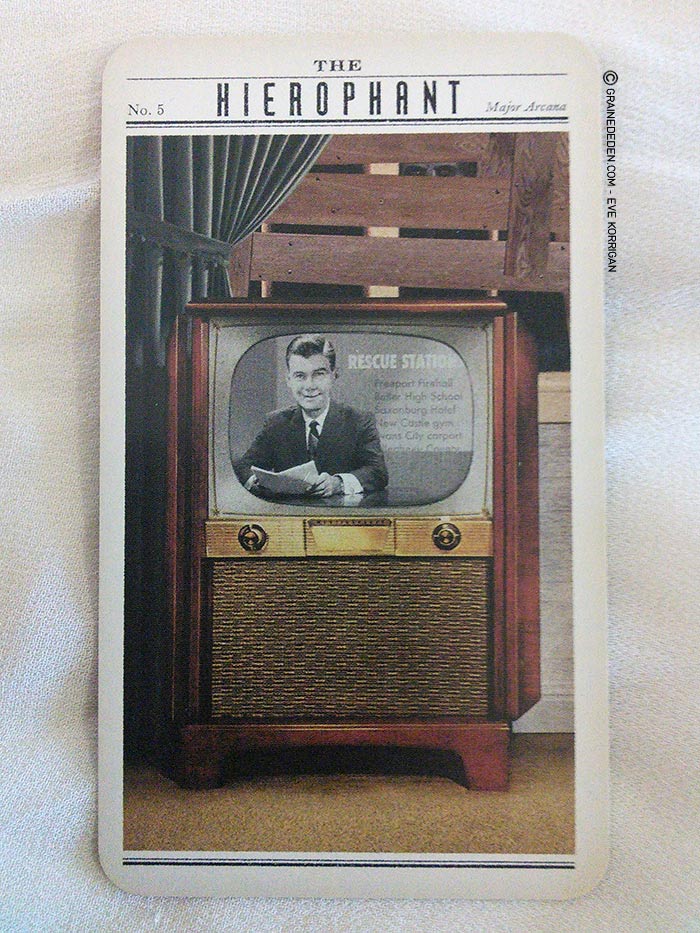 THE
No. 5 HIEROPHANT Major Arcana
RESCUE STATION
Freeport Firehall
Butler High School
Saxonburg Hotel
New Castle gym
Evans City carport
© GRAINEDEDEN.COM - EVE KORRIGAN